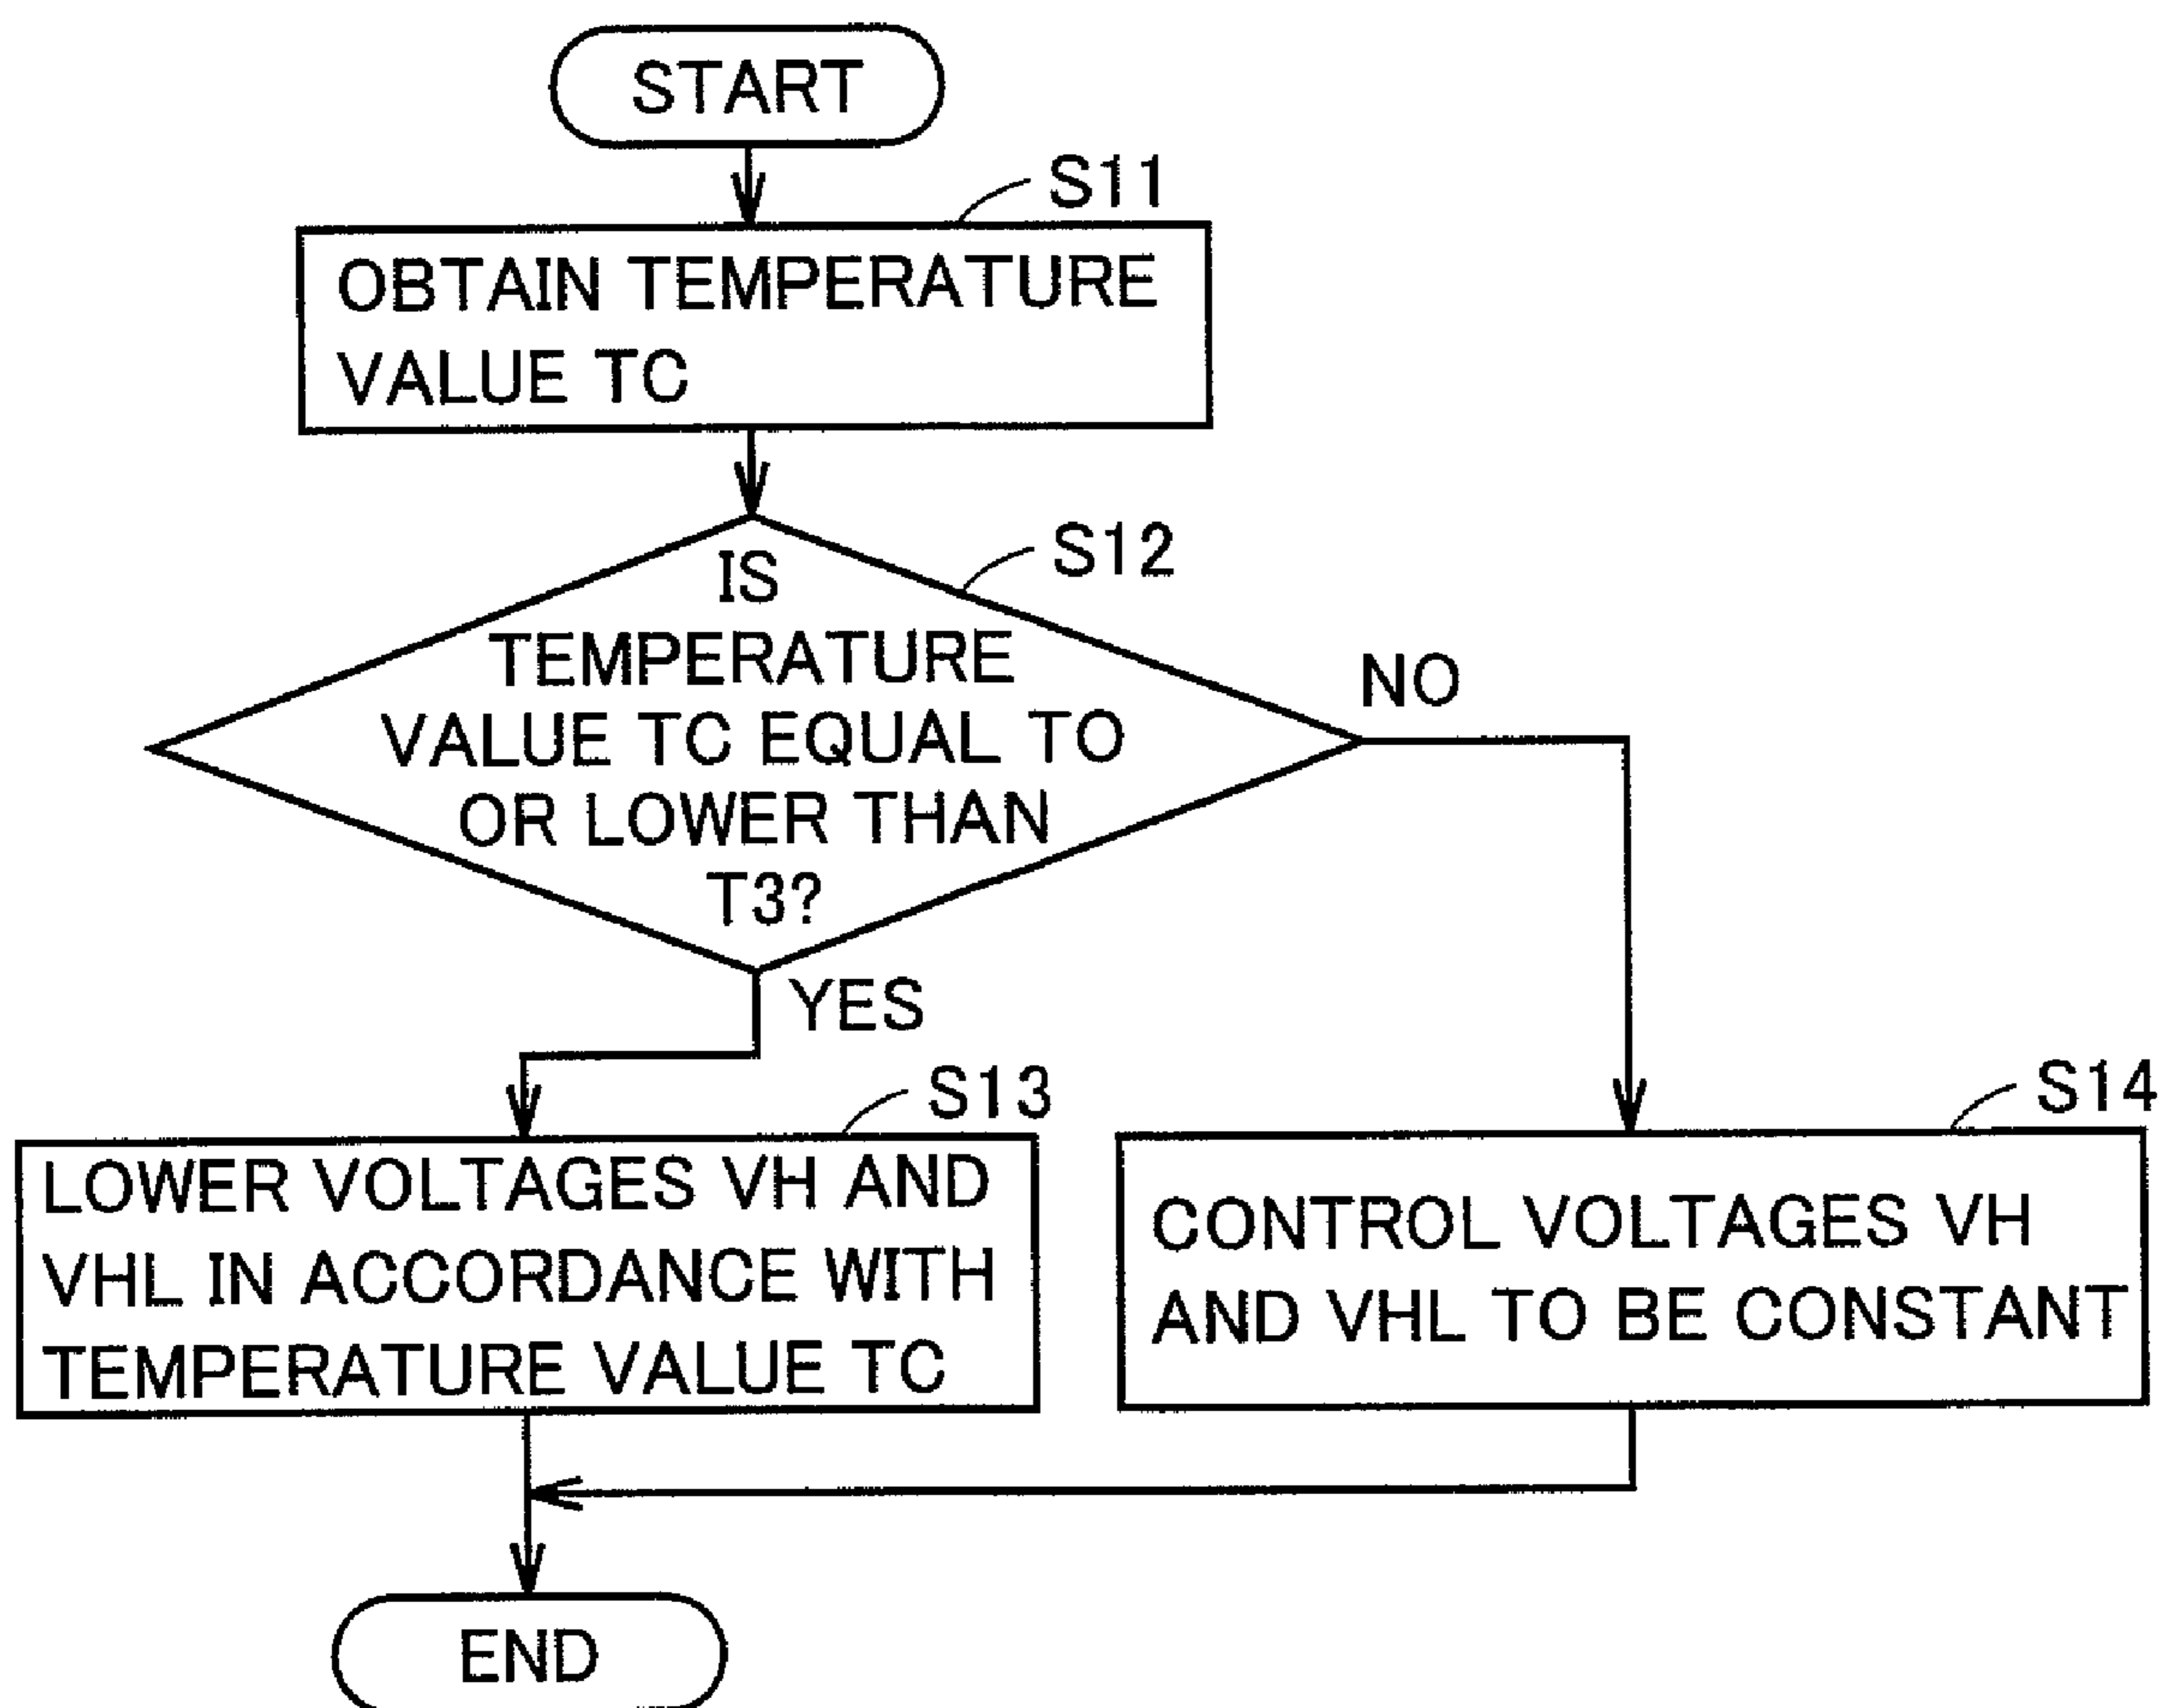 START
S11
OBTAIN TEMPERATURE
VALUE TC
S12
IS
TEMPERATURE
VALUE TC EQUAL TO
OR LOWER THAN
T3?
NO
YES
S13
LOWER VOLTAGES VH AND
VHL IN ACCORDANCE WITH
TEMPERATURE VALUE TC
S14
CONTROL VOLTAGES VH
AND VHL TO BE CONSTANT
END